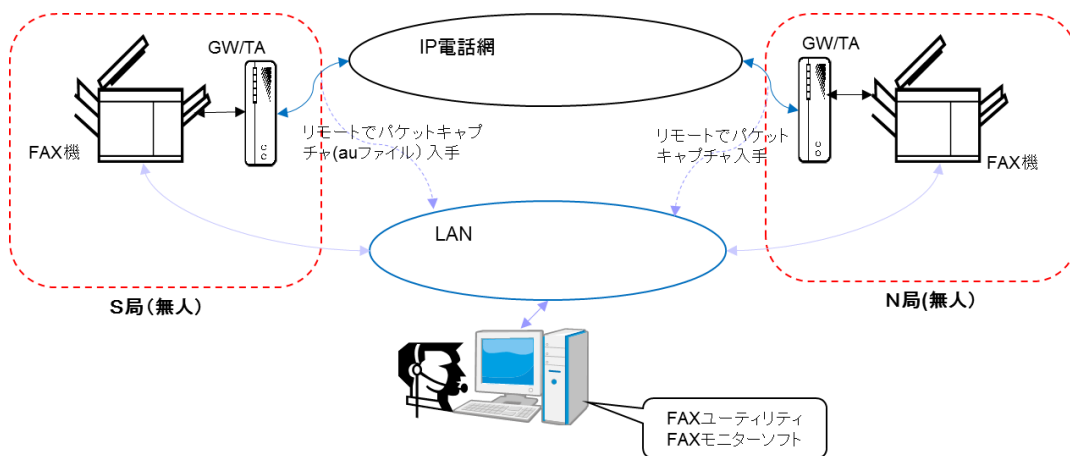 IP電話網
GW/TA
GW/TA
FAX機
リモートでパケットキャプ
チャ(auファイル）入手
リモートでパケット
キャプチャ入手
FAX機
LAN
S局（無人）
N局(無人)
FAXユーティリティ
FAXモニターソフト